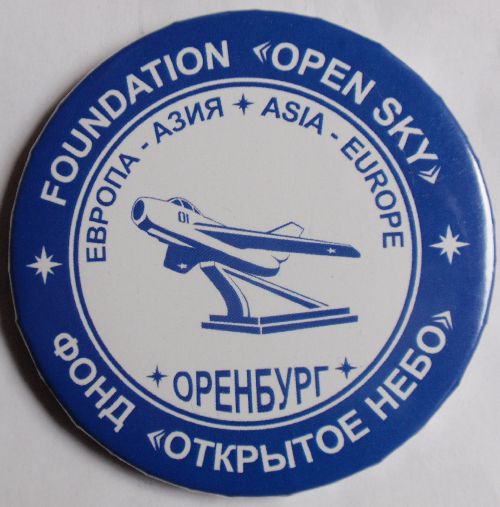 FOUNDATION «OPEN SKY»
ЕВРОПА - АЗИЯ ✦ ASIA - EUROPE
01
✦ ОРЕНБУРГ ✦
ФОНД «ОТКРЫТОЕ НЕБО»